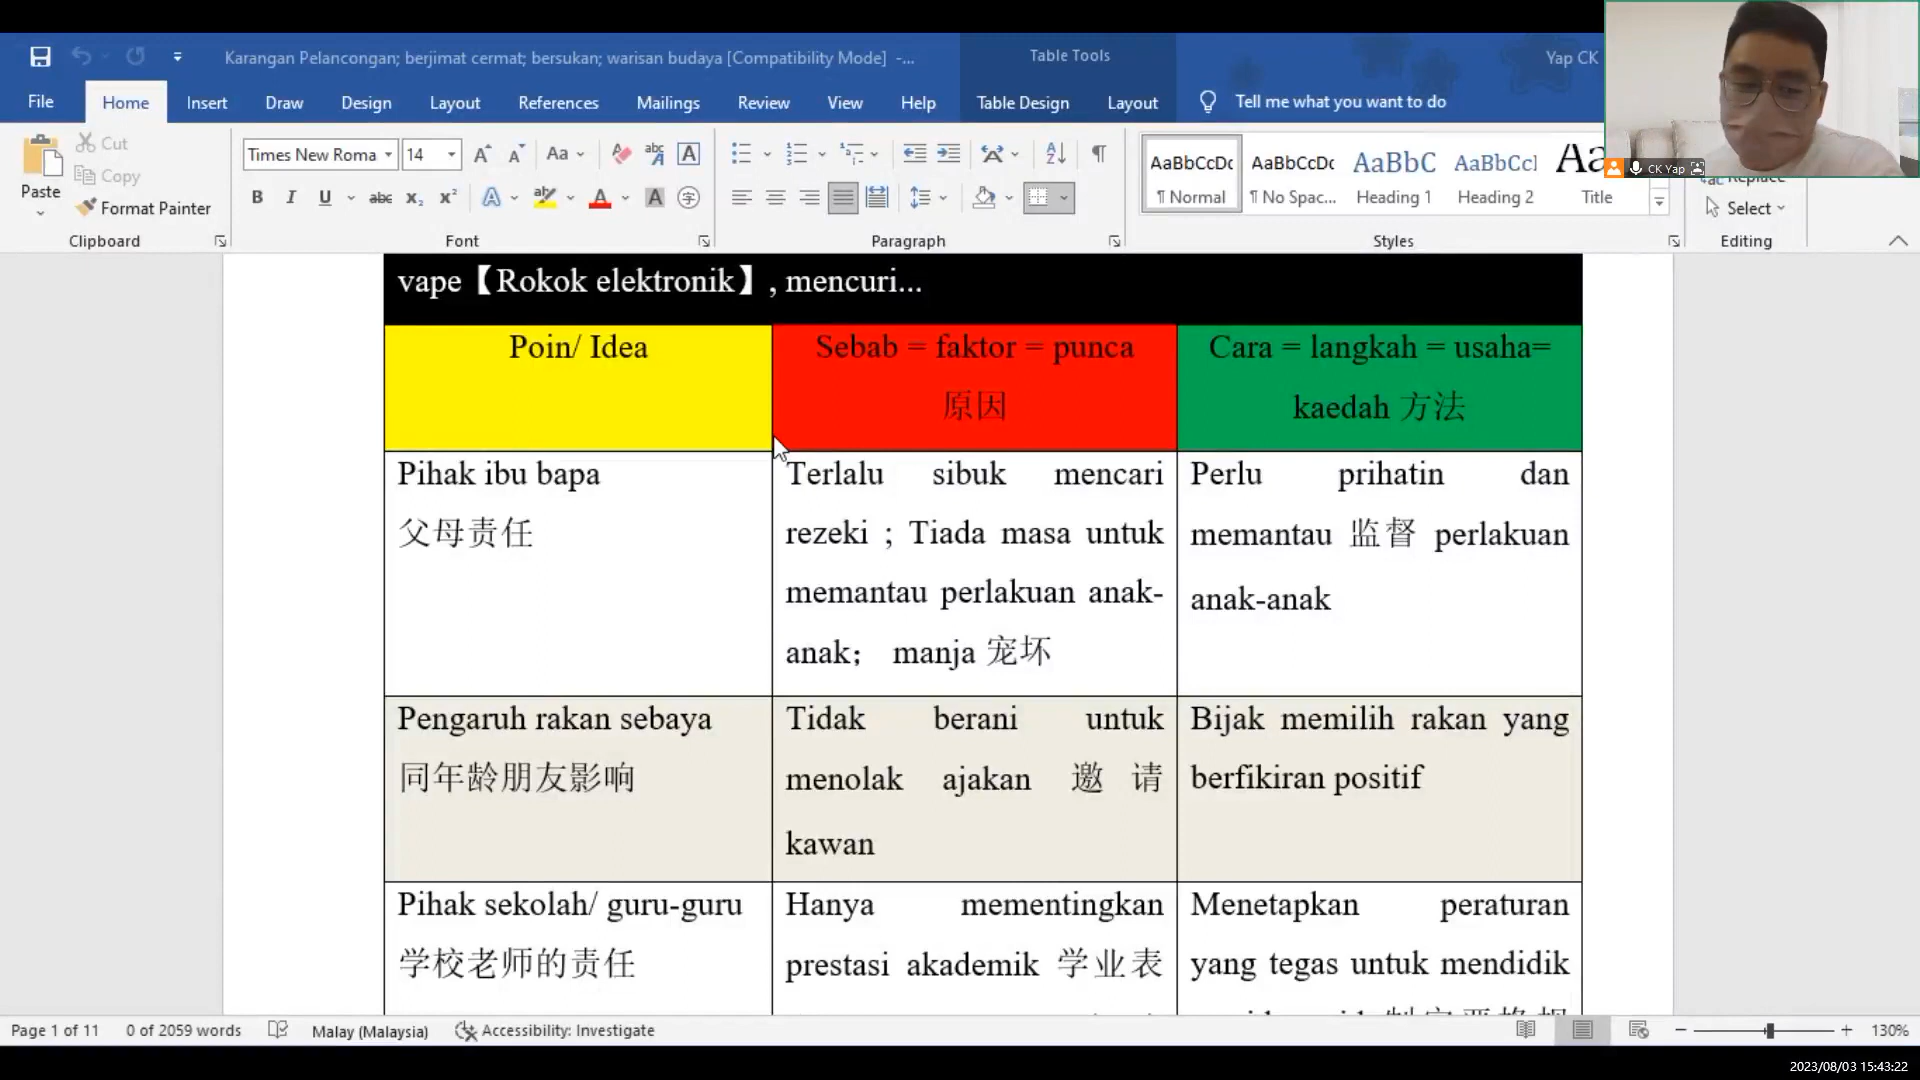 Karangan Pelancongan; berjimat cermat; bersukan; warisan budaya [Compatibility Mode] -...
Table Tools
Yap CK
File Home Insert Draw Design Layout References Mailings Review View Help Table Design Layout Tell me what you want to do
Paste
Cut
Copy
Format Painter
Times New Roma 14
AaBbCcDc AaBbCcDc AaBbC AaBbCcl Aa
¶ Normal ¶ No Spac... Heading 1 Heading 2 Title
Replace
Select
Clipboard Font Paragraph Styles Editing
CK Yap
vape【Rokok elektronik】, mencuri...
Poin/ Idea
Sebab = faktor = punca
原因
Cara = langkah = usaha=
kaedah 方法
Pihak ibu bapa
父母责任
Terlalu sibuk mencari
rezeki ; Tiada masa untuk
memantau perlakuan anak-
anak； manja 宠坏
Perlu prihatin dan
memantau 监督 perlakuan
anak-anak
Pengaruh rakan sebaya
同年龄朋友影响
Tidak berani untuk
menolak ajakan 邀请
kawan
Bijak memilih rakan yang
berfikiran positif
Pihak sekolah/ guru-guru
学校老师的责任
Hanya mementingkan
prestasi akademik 学业表
Menetapkan peraturan
yang tegas untuk mendidik
Page 1 of 11 0 of 2059 words Malay (Malaysia) Accessibility: Investigate 130%
2023/08/03 15:43:22